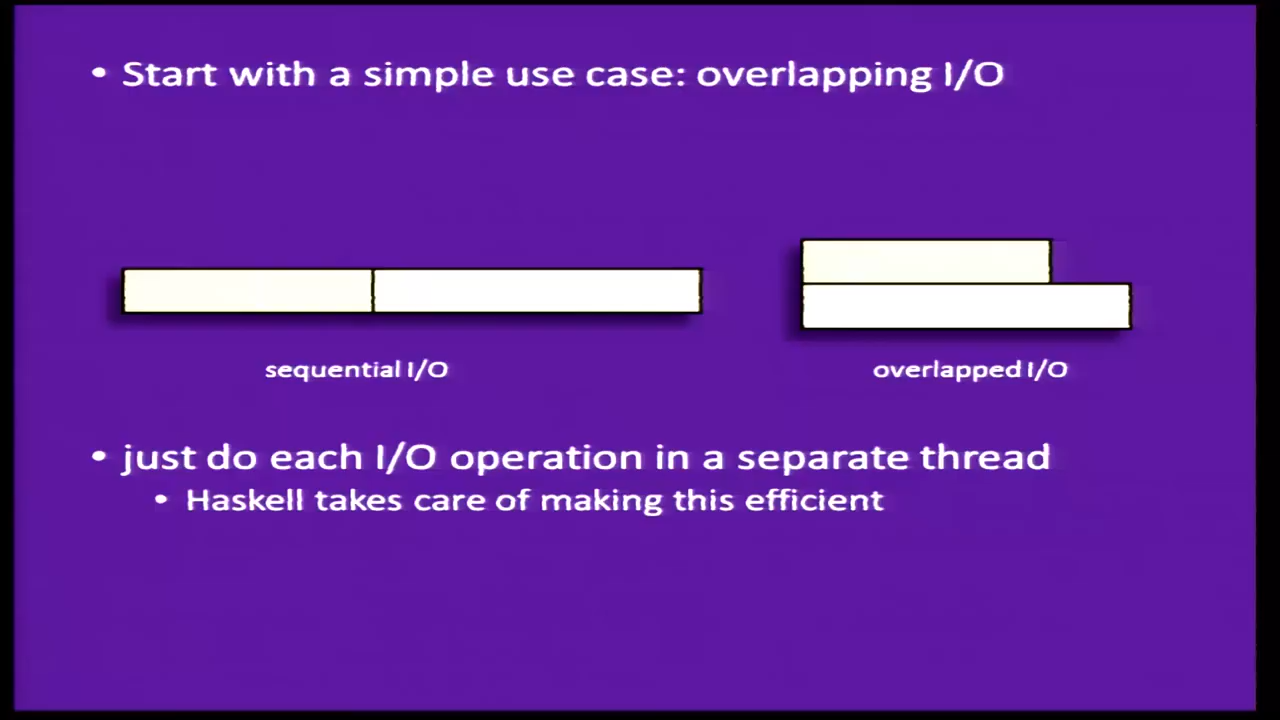 • Start with a simple use case: overlapping I/O
sequential I/O
overlapped I/O
• just do each I/O operation in a separate thread
• Haskell takes care of making this efficient